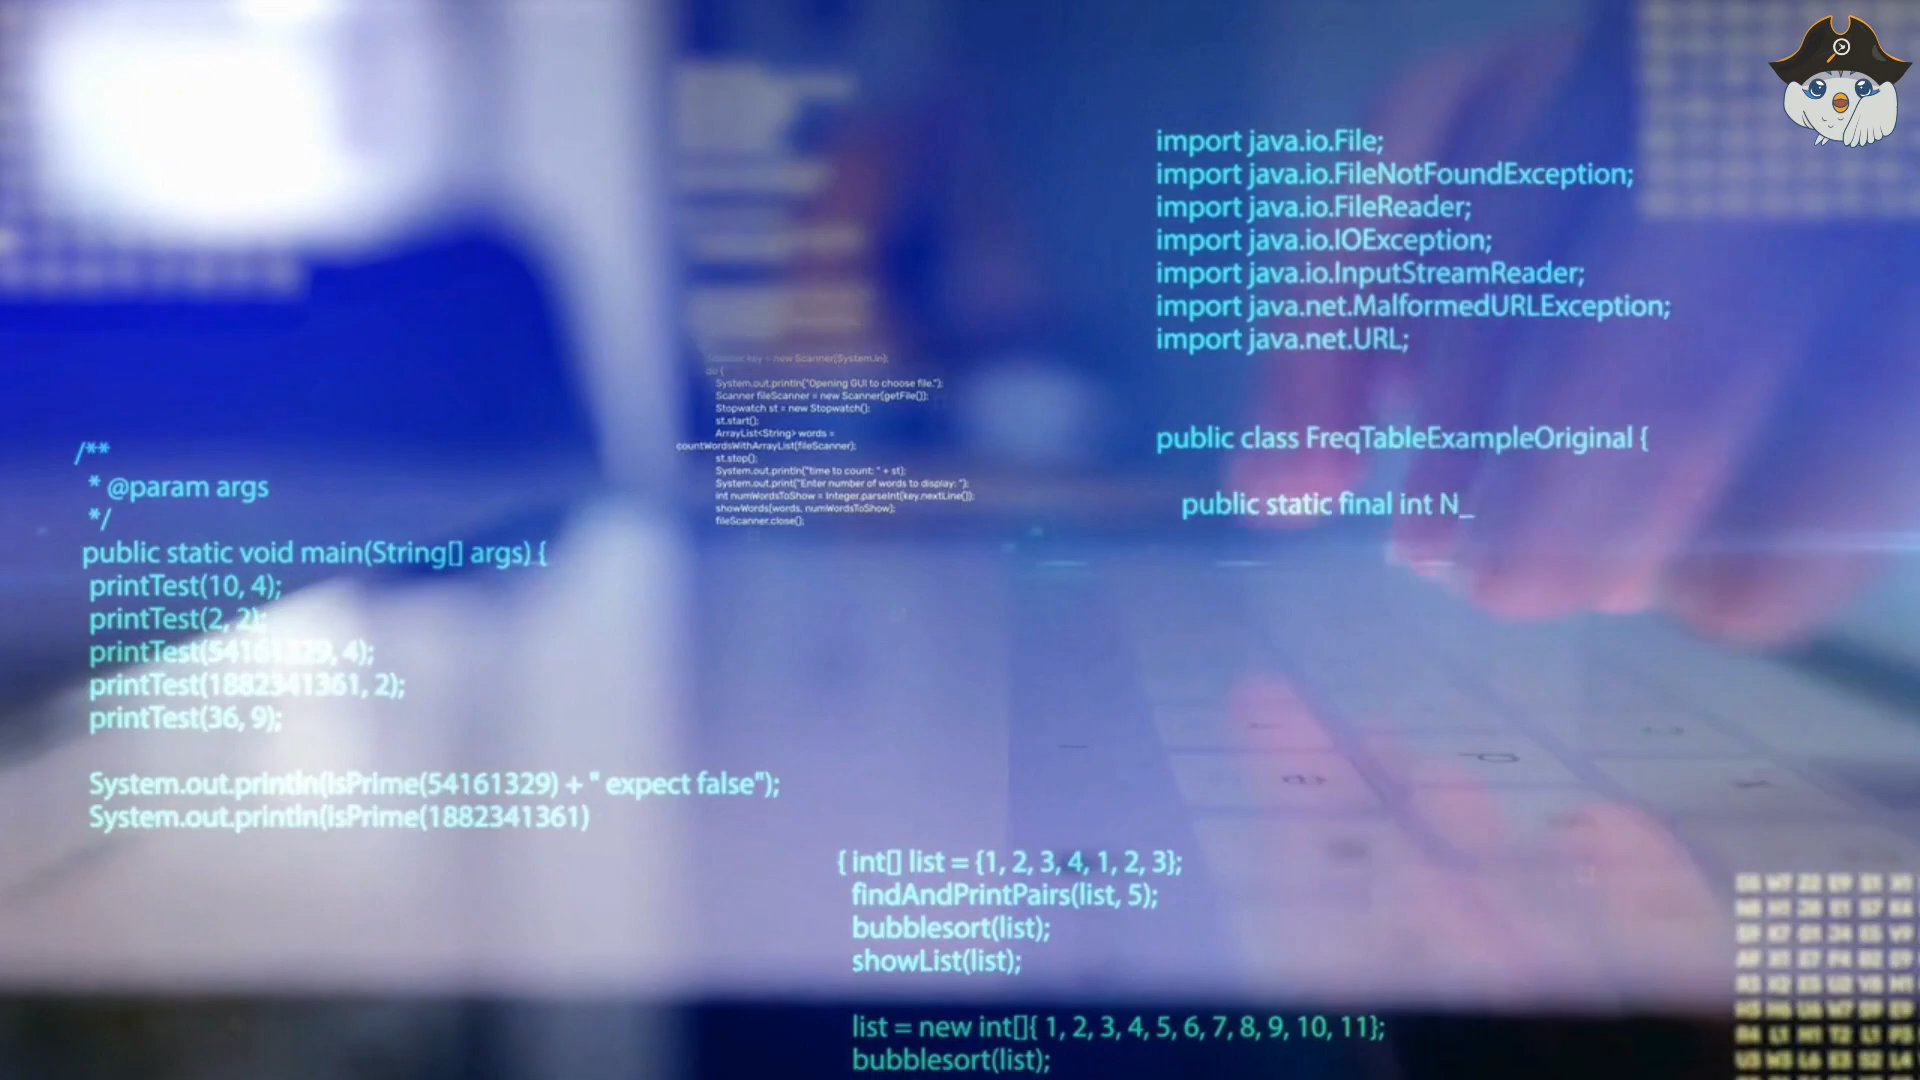 /**
* @param args
*/
public static void main(String[] args) {
printTest(10, 4);
printTest(2, 2);
printTest(54161329, 4);
printTest(1882341361, 2);
printTest(36, 9);
System.out.println(isPrime(54161329) + " expect false");
System.out.println(isPrime(1882341361)
key = new Scanner(System.in);
do {
System.out.println("Opening GUI to choose file.");
Scanner fileScanner = new Scanner(getFile());
Stopwatch st = new Stopwatch();
st.start();
ArrayList<String> words =
countWordsWithArrayList(fileScanner);
st.stop();
System.out.println("time to count: " + st);
System.out.print("Enter number of words to display: ");
int numWordsToShow = Integer.parseInt(key.nextLine());
showWords(words, numWordsToShow);
fileScanner.close();
import java.io.File;
import java.io.FileNotFoundException;
import java.io.FileReader;
import java.io.IOException;
import java.io.InputStreamReader;
import java.net.MalformedURLException;
import java.net.URL;
public class FreqTableExampleOriginal {
public static final int N_
{ int[] list = {1, 2, 3, 4, 1, 2, 3};
findAndPrintPairs(list, 5);
bubblesort(list);
showList(list);
list = new int[]{ 1, 2, 3, 4, 5, 6, 7, 8, 9, 10, 11};
bubblesort(list);